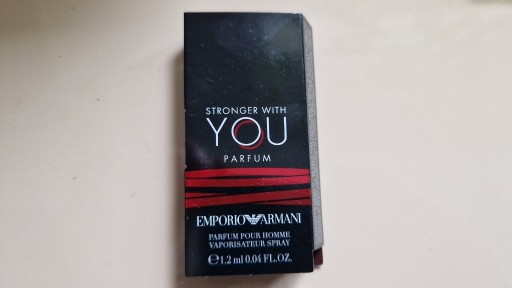 STRONGER WITH
YOU
PARFUM
EMPORIO ARMANI
PARFUM POUR HOMME
VAPORISATEUR SPRAY
℮1.2 ml 0.04 FL.OZ.